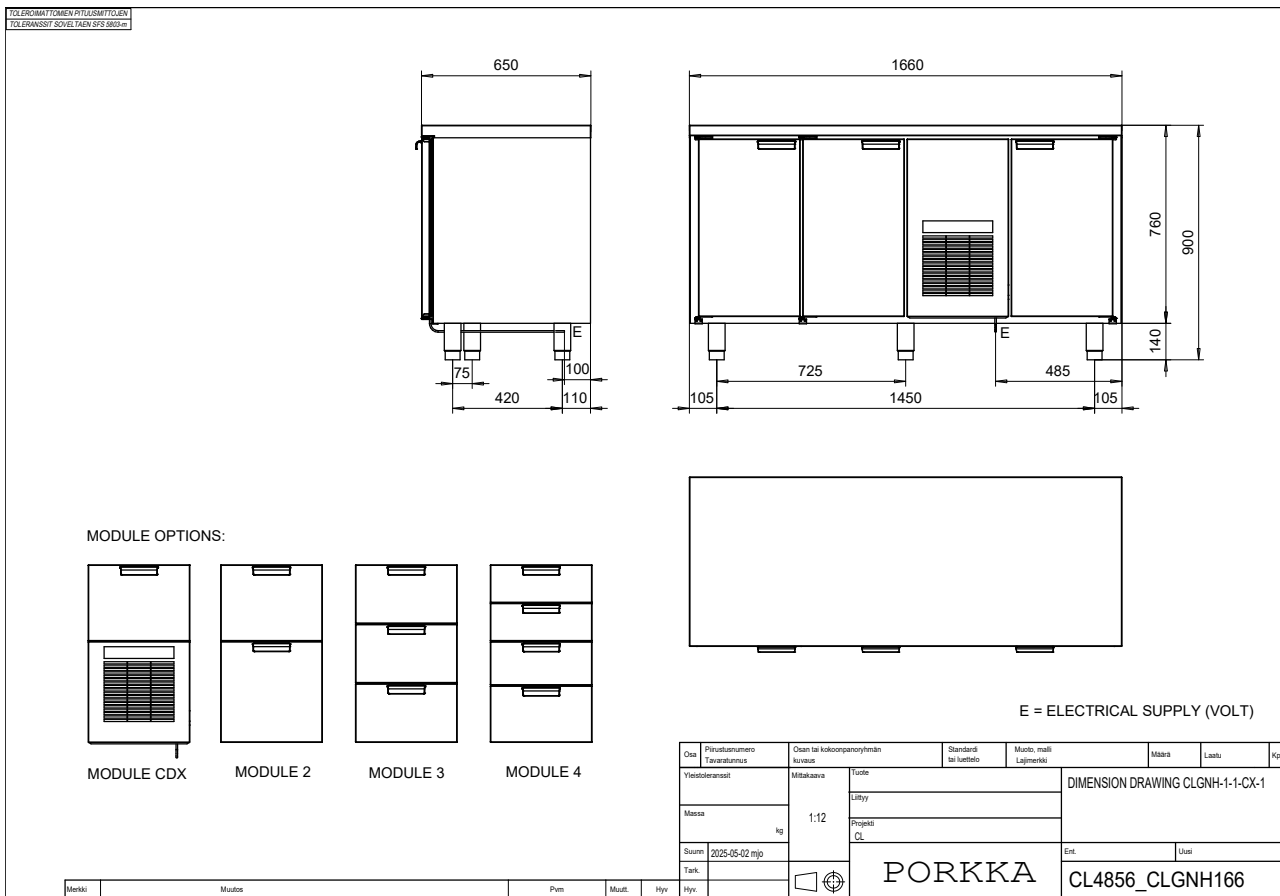 TOLEROIMATTOMIEN PITUUSMITTOJEN
TOLERANSSIT SOVELTAEN SFS 5803-m
650
1660
760
900
140
E
E
75
100
420
110
725
485
105
1450
105
MODULE OPTIONS:
MODULE CDX
MODULE 2
MODULE 3
MODULE 4
E = ELECTRICAL SUPPLY (VOLT)
Osa
Piirustusnumero
Tavaratunnus
Osan tai kokoonpanoryhmän
kuvaus
Standardi
tai luettelo
Muoto, malli
Lajimerkki
Määrä
Laatu
Yleistoleranssit
Mittakaava
1:12
Tuote
Liittyy
Projekti
CL
DIMENSION DRAWING CLGNH-1-1-CX-1
Massa
kg
Suunn
2025-05-02 mjo
Tark.
Hyv.
PORKKA
Ent.
Uusi
CL4856_CLGNH166
Merkki
Muutos
Pvm
Muutt.
Hyv